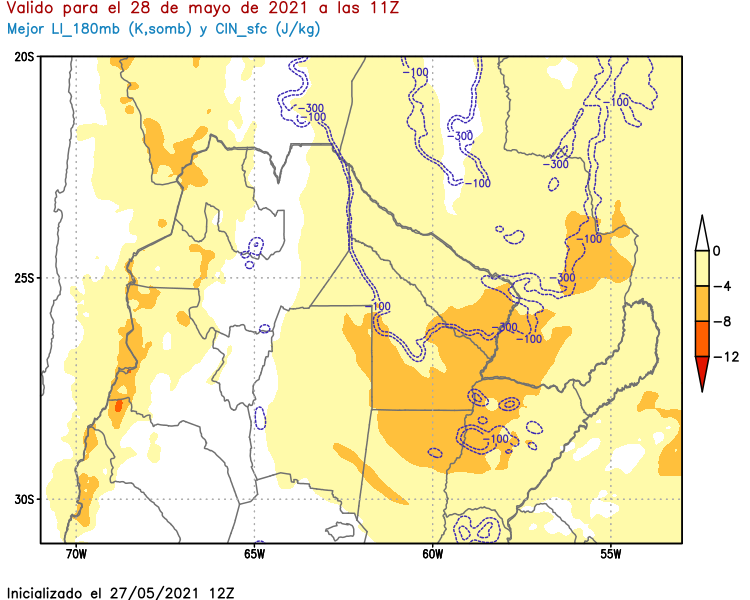 Valido para el 28 de mayo de 2021 a las 11Z
Mejor LI_180mb (K,somb) y CIN_sfc (J/kg)
20S
-100
-300
-100
-100
-300
-300
-100
-100
25S
-300
-100
-300
-100
-100
30S
70W
65W
60W
55W
0
-4
-8
-12
Inicializado el 27/05/2021 12Z